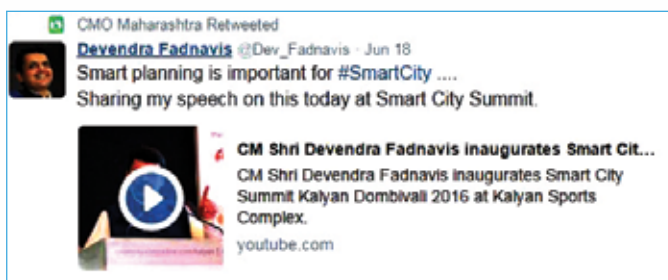 CMO Maharashtra Retweeted
Devendra Fadnavis @Dev_Fadnavis · Jun 18
Smart planning is important for #SmartCity ....
Sharing my speech on this today at Smart City Summit.
CM Shri Devendra Fadnavis inaugurates Smart Cit...
CM Shri Devendra Fadnavis inaugurates Smart City
Summit Kalyan Dombivali 2016 at Kalyan Sports
Complex.
youtube.com